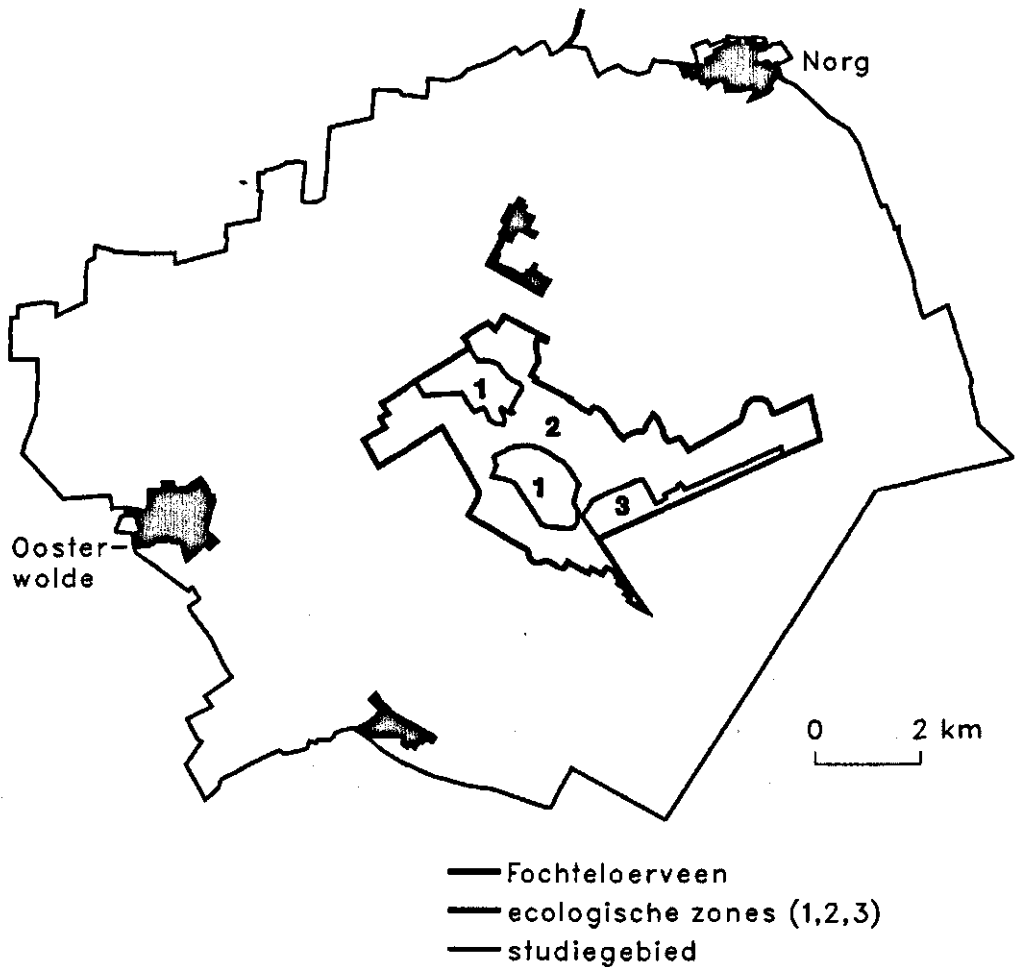 Norg
1
2
1
3
Ooster-
wolde
0 2 km
Fochteloerveen
ecologische zones (1,2,3)
studiegebied